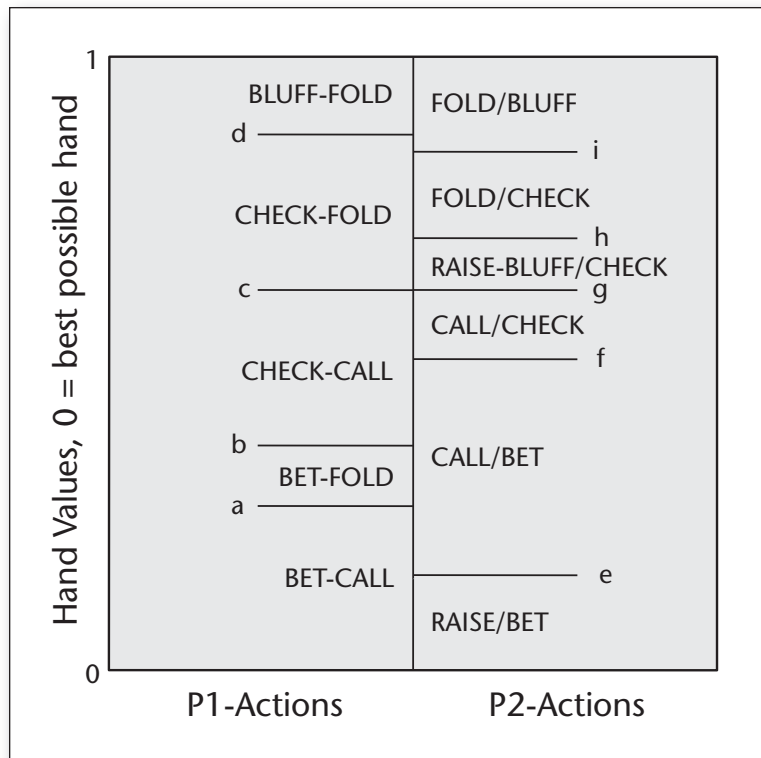 1
BLUFF-FOLD
FOLD/BLUFF
d
i
FOLD/CHECK
CHECK-FOLD
h
RAISE-BLUFF/CHECK
c
g
CALL/CHECK
f
CHECK-CALL
b
CALL/BET
BET-FOLD
a
BET-CALL
e
RAISE/BET
0
Hand Values, 0 = best possible hand
P1-Actions
P2-Actions